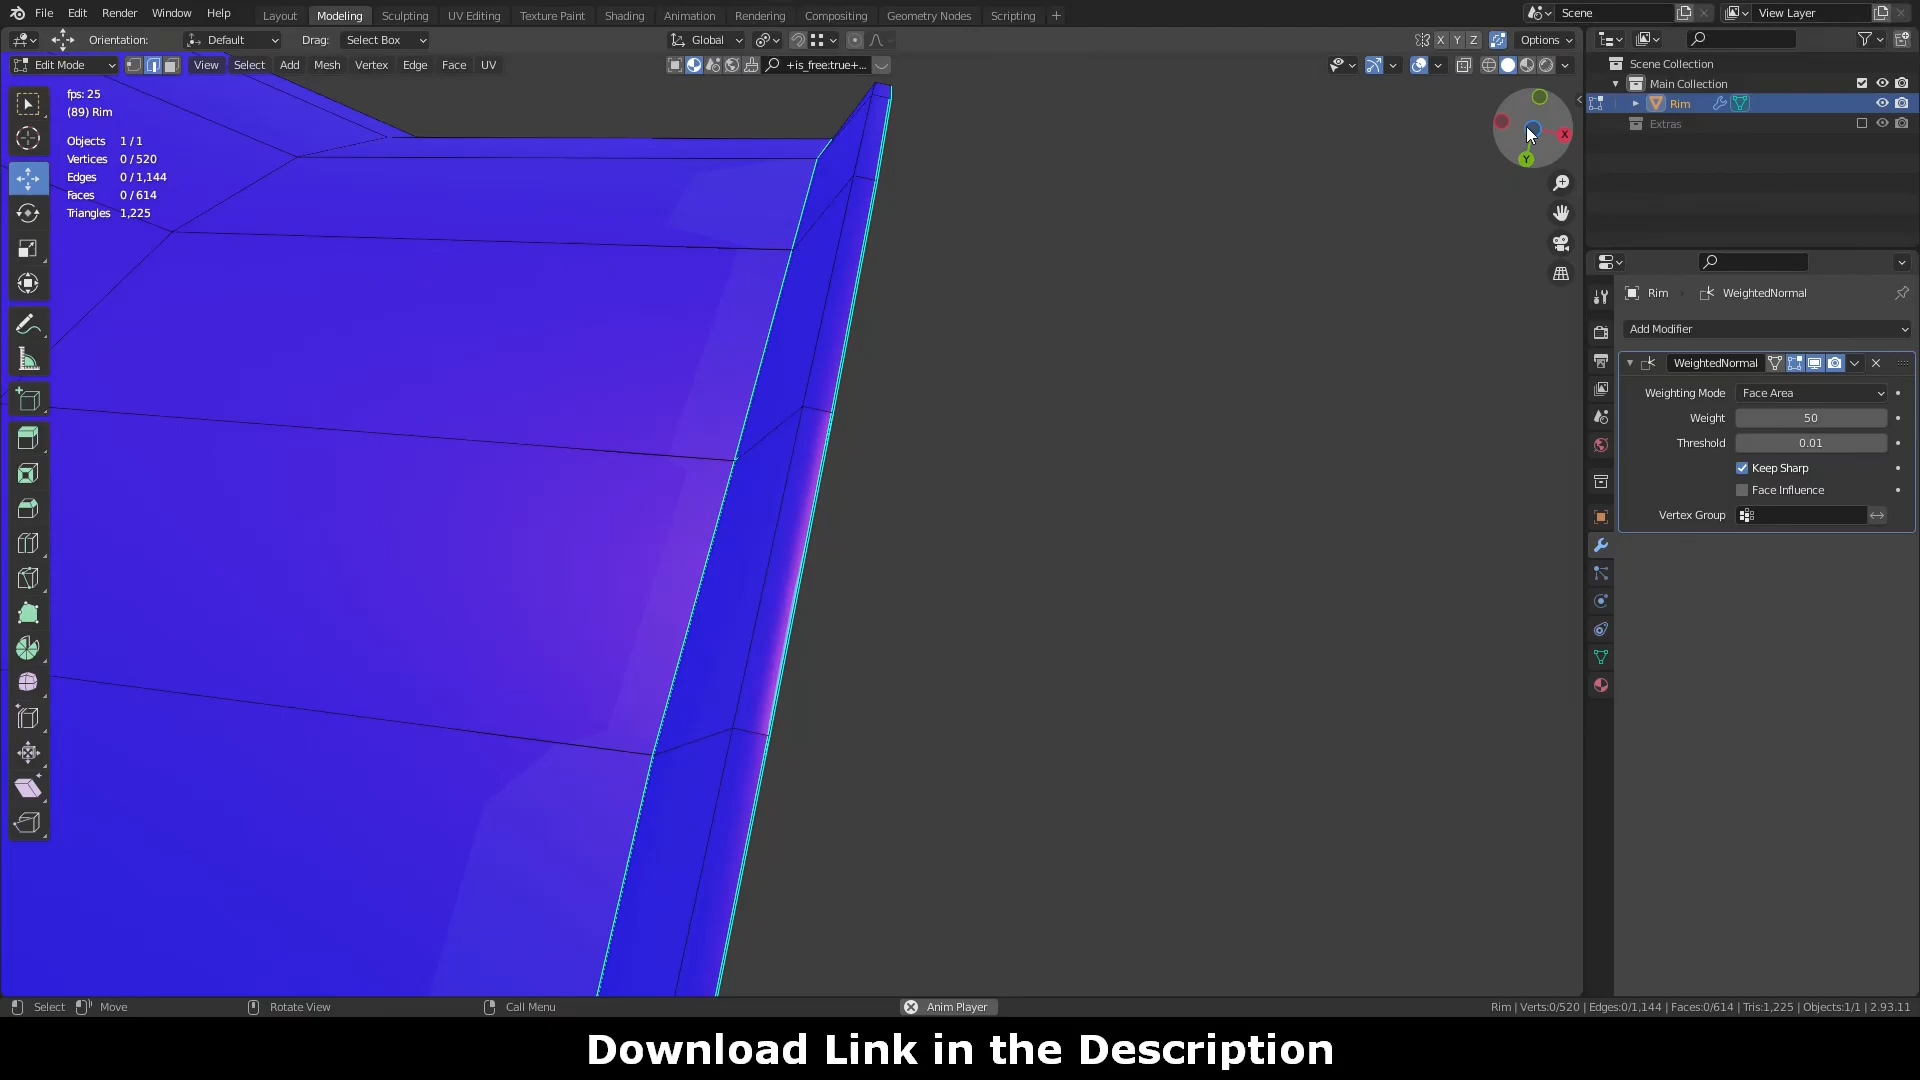 File Edit Render Window Help
Layout Modeling Sculpting UV Editing Texture Paint Shading Animation Rendering Compositing Geometry Nodes Scripting +
Scene
View Layer
Orientation: Default Drag: Select Box
Global
X Y Z Options
Edit Mode View Select Add Mesh Vertex Edge Face UV
+is_free:true+...
fps: 25
(89) Rim
Objects 1 / 1
Vertices 0 / 520
Edges 0 / 1,144
Faces 0 / 614
Triangles 1,225
X
Y
Scene Collection
Main Collection
Rim
Extras
Rim WeightedNormal
Add Modifier
WeightedNormal
Weighting Mode Face Area
Weight 50
Threshold 0.01
Keep Sharp
Face Influence
Vertex Group
Select Move Rotate View Call Menu Anim Player
Rim | Verts:0/520 | Edges:0/1,144 | Faces:0/614 | Tris:1,225 | Objects:1/1 | 2.93.11
Download Link in the Description